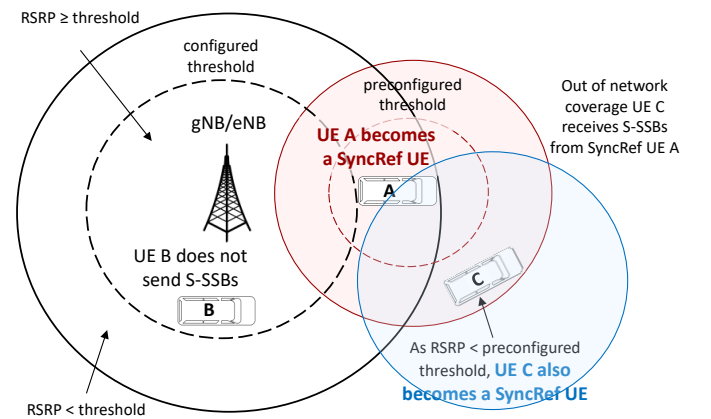 RSRP ≥ threshold
configured
threshold
gNB/eNB
UE B does not
send S-SSBs
B
RSRP < threshold
preconfigured
threshold
UE A becomes
a SyncRef UE
A
Out of network
coverage UE C
receives S-SSBs
from SyncRef UE A
C
As RSRP < preconfigured
threshold, UE C also
becomes a SyncRef UE